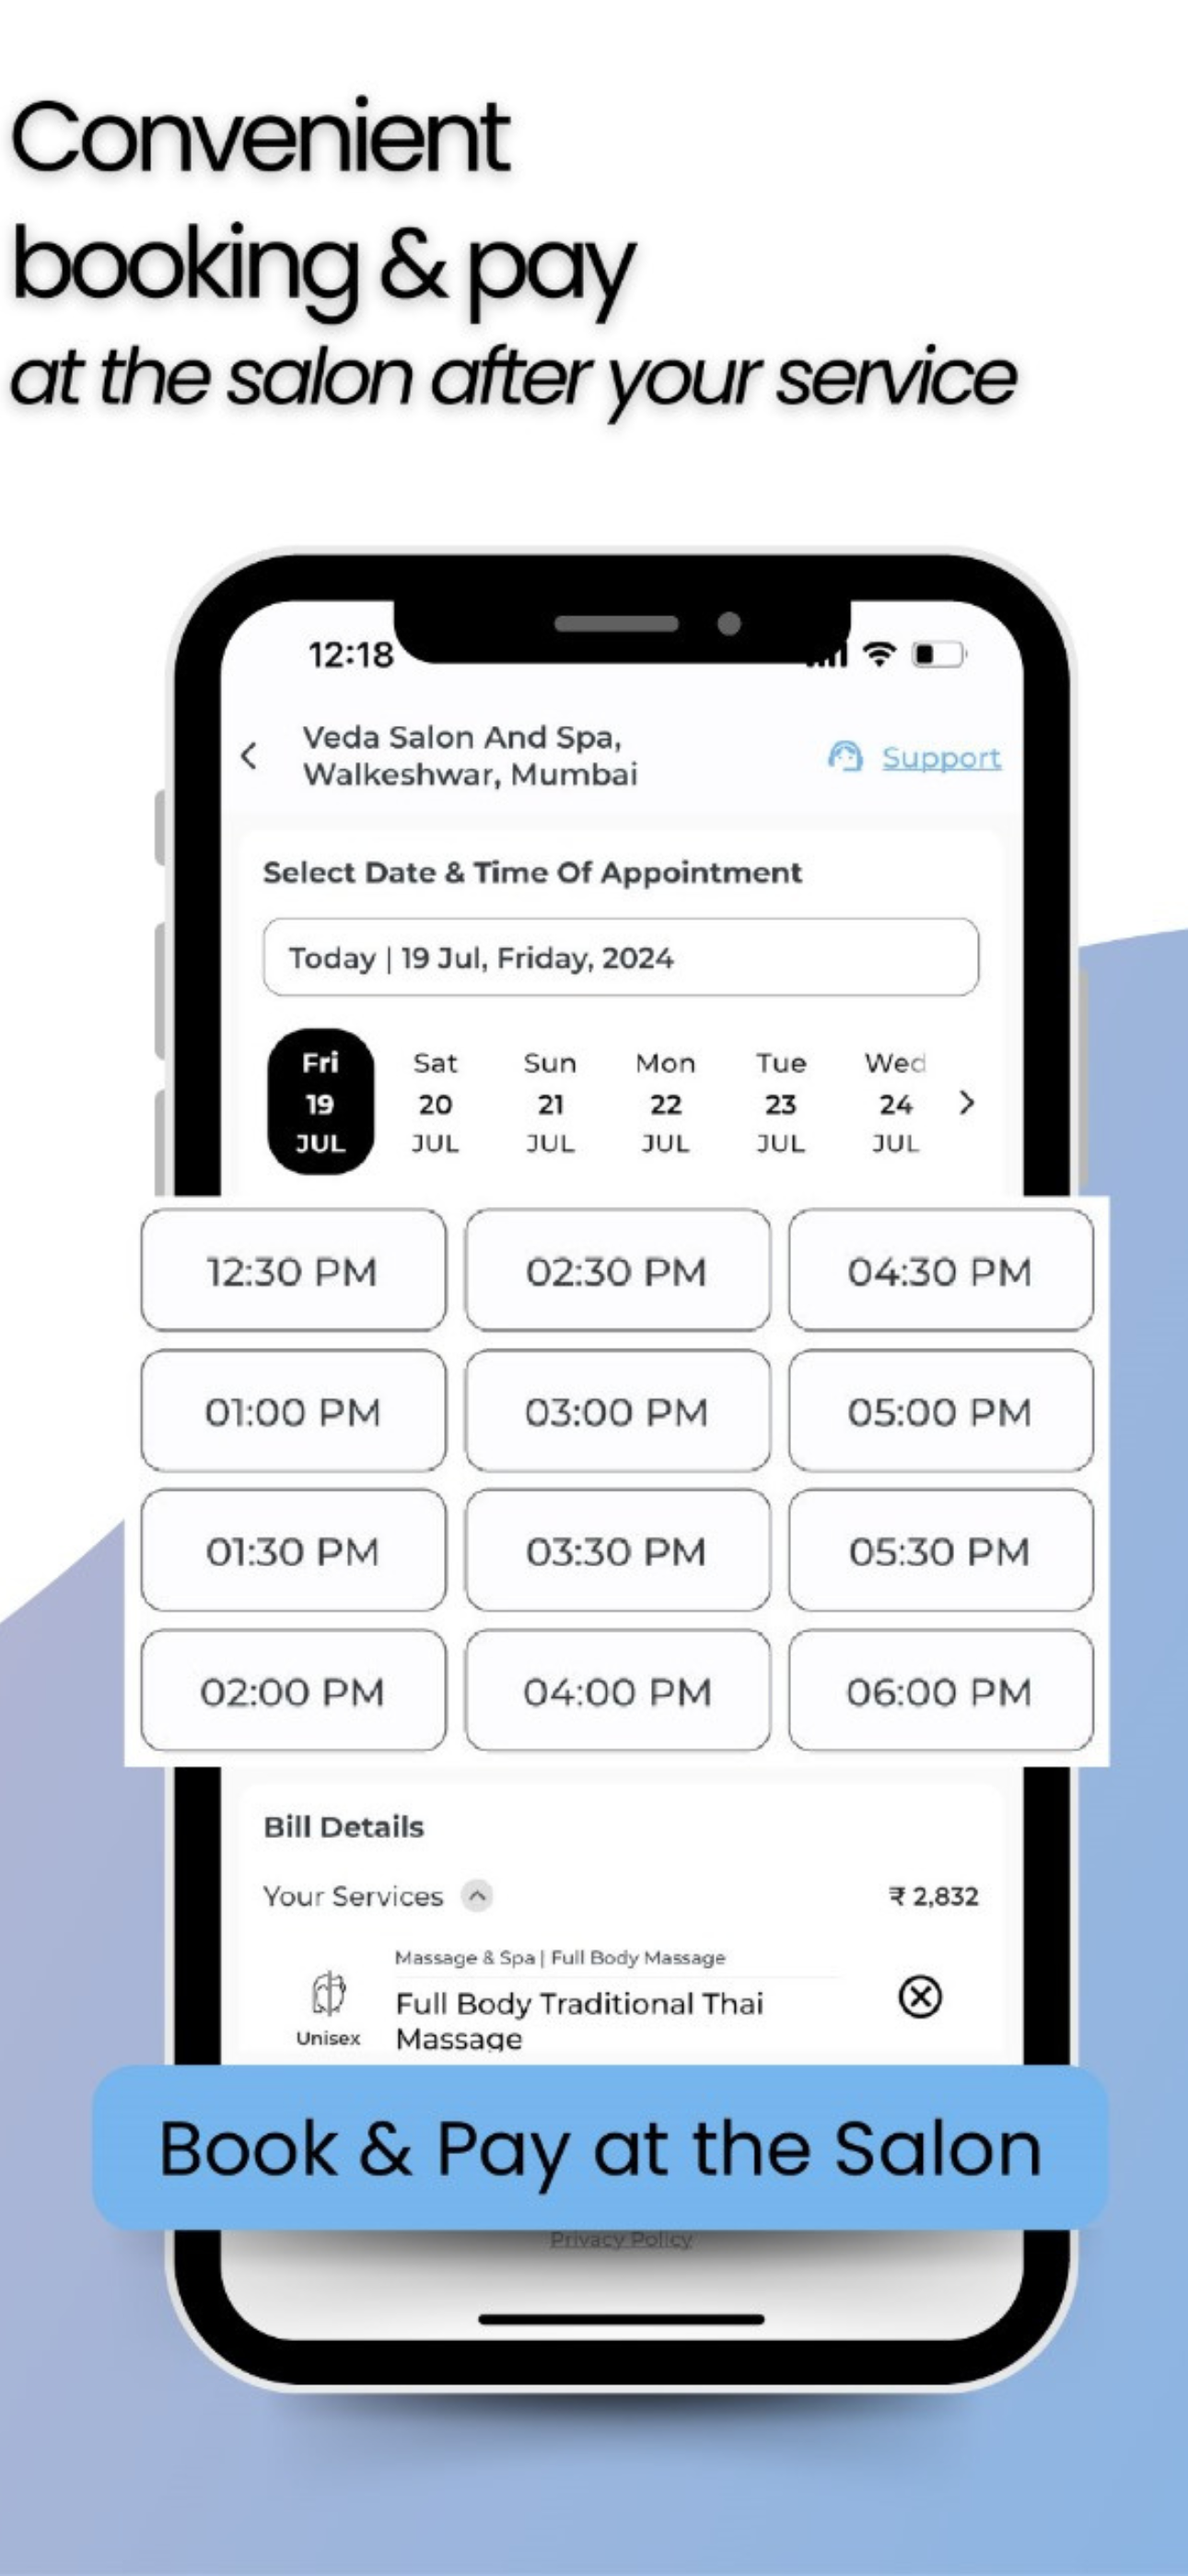 Convenient
booking & pay
at the salon after your service
12:18
Veda Salon And Spa,
Walkeshwar, Mumbai
Support
Select Date & Time Of Appointment
Today | 19 Jul, Friday, 2024
Fri Sat Sun Mon Tue Wed
19 20 21 22 23 24
JUL JUL JUL JUL JUL JUL
12:30 PM 02:30 PM 04:30 PM
01:00 PM 03:00 PM 05:00 PM
01:30 PM 03:30 PM 05:30 PM
02:00 PM 04:00 PM 06:00 PM
Bill Details
Your Services ₹ 2,832
Massage & Spa | Full Body Massage
Full Body Traditional Thai
Massage
Unisex
Book & Pay at the Salon
Privacy Policy